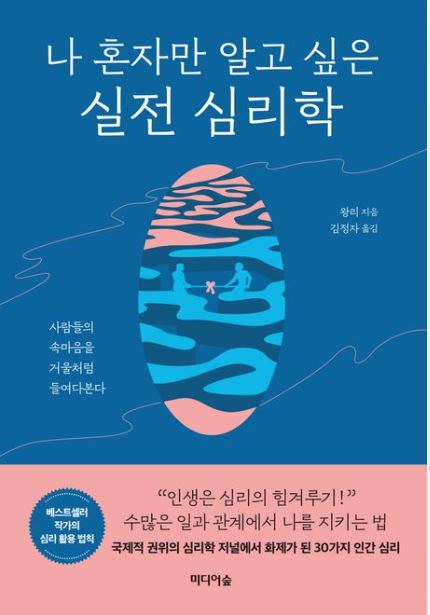 나 혼자만 알고 싶은
실전 심리학
왕리 지음
김정자 옮김
사람들의
속마음을
거울처럼
들여다본다
베스트셀러
작가의
심리 활용 법칙
“인생은 심리의 힘겨루기!”
수많은 일과 관계에서 나를 지키는 법
국제적 권위의 심리학 저널에서 화제가 된 30가지 인간 심리
미디어숲